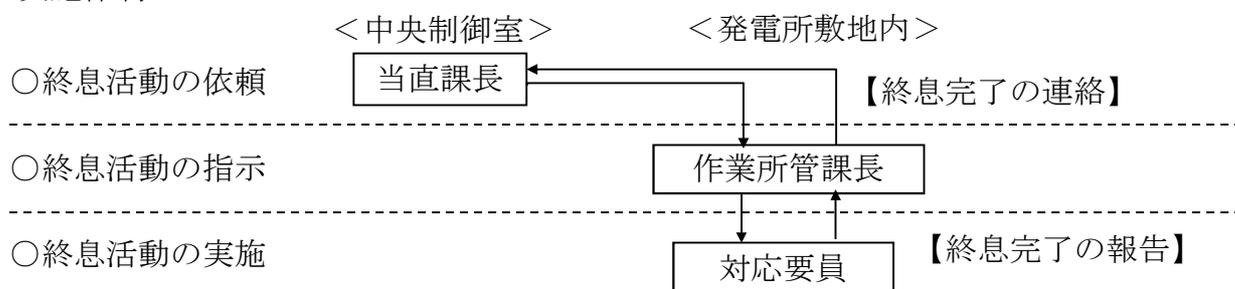 ＜中央制御室＞ ＜発電所敷地内＞
○終息活動の依頼 当直課長 【終息完了の連絡】
○終息活動の指示 作業所管課長
○終息活動の実施 対応要員 【終息完了の報告】